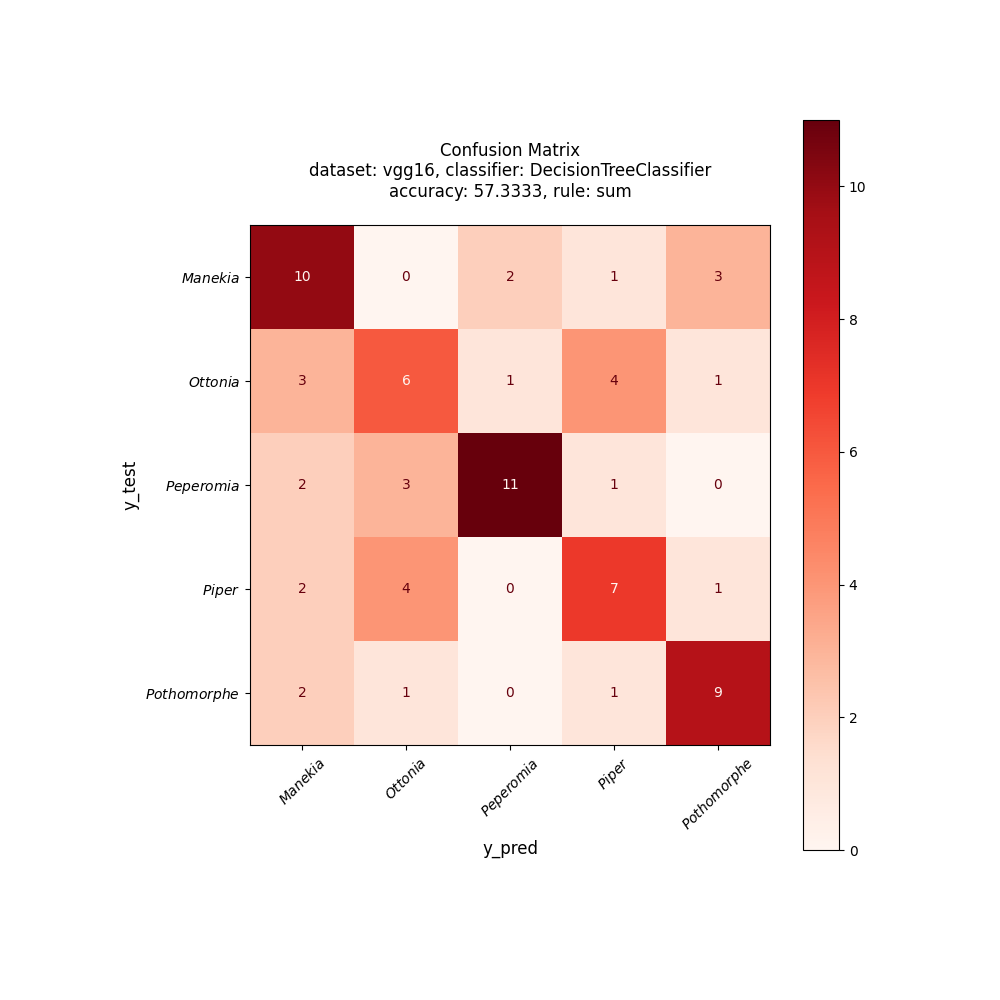 Confusion Matrix
dataset: vgg16, classifier: DecisionTreeClassifier
accuracy: 57.3333, rule: sum
Manekia 10 0 2 1 3
Ottonia 3 6 1 4 1
Peperomia 2 3 11 1 0
Piper 2 4 0 7 1
Pothomorphe 2 1 0 1 9
Manekia Ottonia Peperomia Piper Pothomorphe
y_pred
y_test
10
8
6
4
2
0